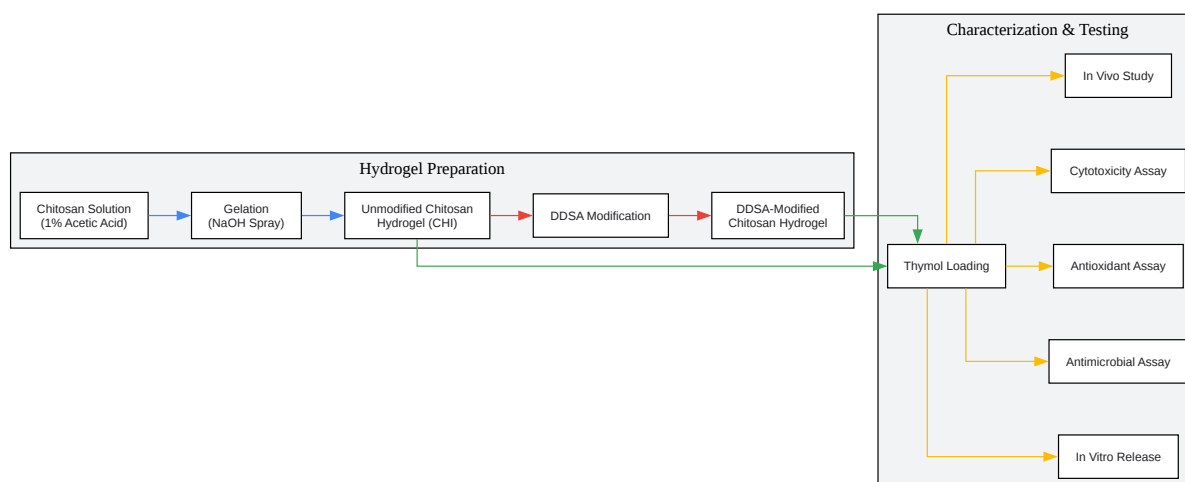 Characterization & Testing
In Vivo Study
Hydrogel Preparation
Cytotoxicity Assay
Chitosan Solution
(1% Acetic Acid)
Gelation
(NaOH Spray)
Unmodified Chitosan
Hydrogel (CHI)
DDSA Modification
DDSA-Modified
Chitosan Hydrogel
Thymol Loading
Antioxidant Assay
Antimicrobial Assay
In Vitro Release